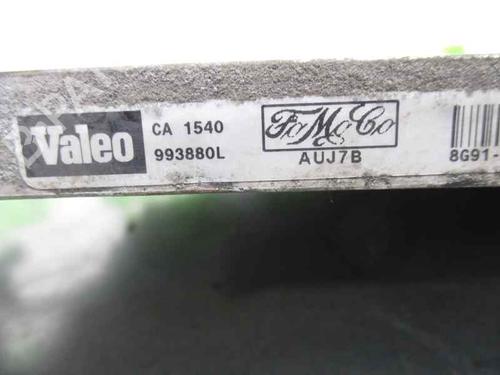 Valeo
CA 1540
993880L
FoMoCo
AUJ7B
8G91-